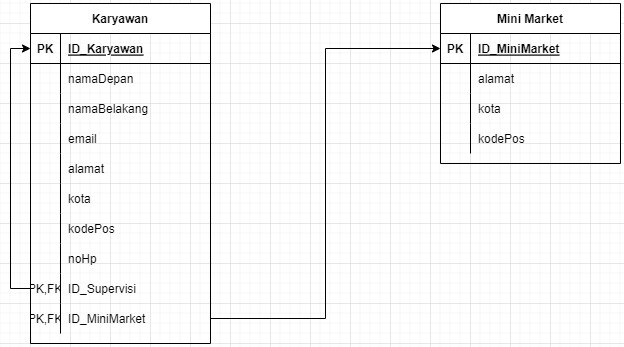 Karyawan
PK ID_Karyawan
namaDepan
namaBelakang
email
alamat
kota
kodePos
noHp
PK,FK ID_Supervisi
PK,FK ID_MiniMarket
Mini Market
PK ID_MiniMarket
alamat
kota
kodePos